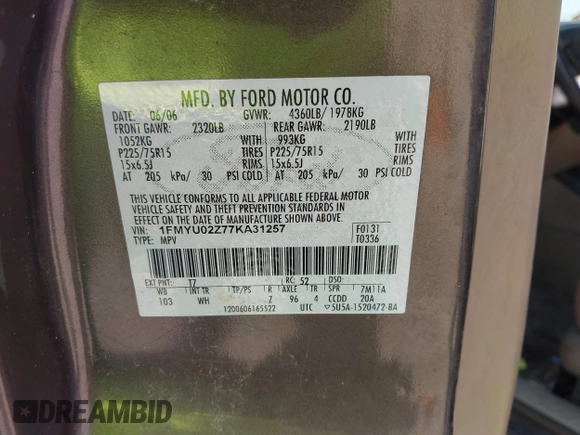 MFD. BY FORD MOTOR CO.
DATE: 06/06 GVWR: 4360LB/ 1978KG
FRONT GAWR: 2320LB REAR GAWR: 2190LB
1052KG WITH 993KG WITH
P225/75R15 TIRES P225/75R15 TIRES
15x6.5J RIMS 15x6.5J RIMS
AT 205 kPa/ 30 PSI COLD AT 205 kPa/ 30 PSI COLD
THIS VEHICLE CONFORMS TO ALL APPLICABLE FEDERAL MOTOR
VEHICLE SAFETY AND THEFT PREVENTION STANDARDS IN
EFFECT ON THE DATE OF MANUFACTURE SHOWN ABOVE.
VIN: 1FMYU02Z77KA31257 F0131
TYPE: MPV T0336
EXT PNT: T7 RC: 52 DSO:
WB INT TR TP/PS R AXLE TR SPR 7M11A
103 WH Z 96 4 CCDD 20A
1200606165522 UTC ▽5U5A-1520472-BA
DREAMBID